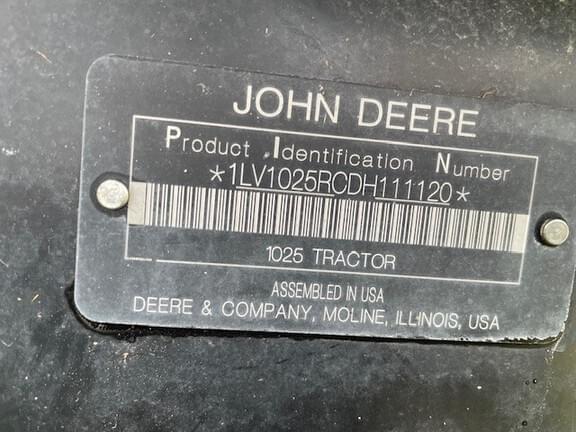 JOHN DEERE
Product Identification Number
*1LV1025RCDH111120*
1025 TRACTOR
ASSEMBLED IN USA
DEERE & COMPANY, MOLINE, ILLINOIS, USA